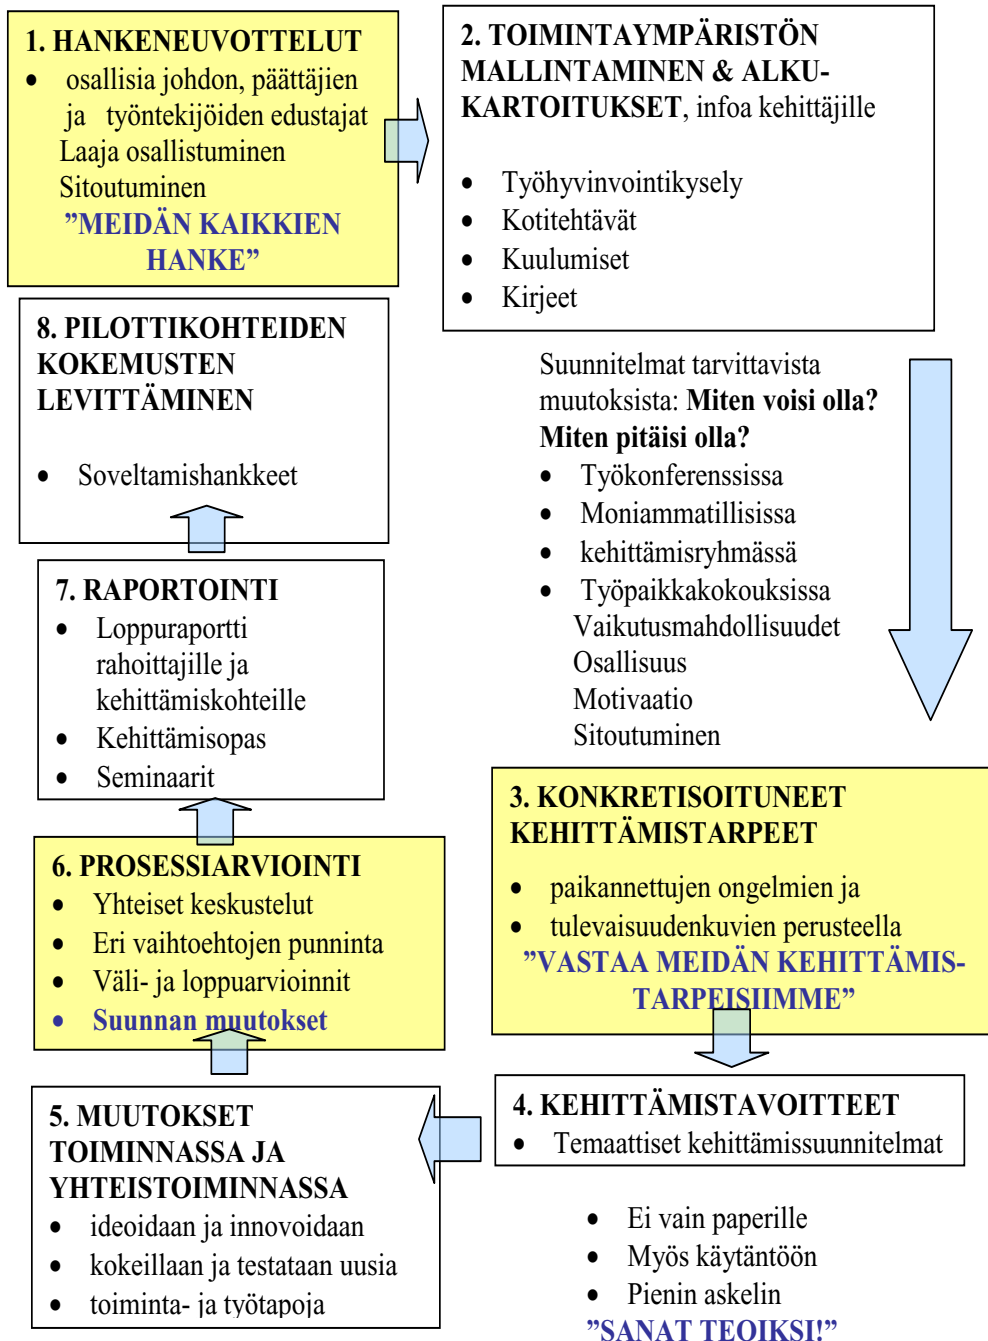 1. HANKENEUVOTTELUT
• osallisia johdon, päättäjien
ja työntekijöiden edustajat
Laaja osallistuminen
Sitoutuminen
”MEIDÄN KAIKKIEN
HANKE”
2. TOIMINTAYMPÄRISTÖN
MALLINTAMINEN & ALKU-
KARTOITUKSET, infoa kehittäjille
• Työhyvinvointikysely
• Kotitehtävät
• Kuulumiset
• Kirjeet
Suunnitelmat tarvittavista
muutoksista: Miten voisi olla?
Miten pitäisi olla?
• Työkonferenssissa
• Moniammatillisissa
• kehittämisryhmässä
• Työpaikkakokouksissa
Vaikutusmahdollisuudet
Osallisuus
Motivaatio
Sitoutuminen
3. KONKRETISOITUNEET
KEHITTÄMISTARPEET
• paikannettujen ongelmien ja
• tulevaisuudenkuvien perusteella
”VASTAA MEIDÄN KEHITTÄMIS-
TARPEISIIMME”
4. KEHITTÄMISTAVOITTEET
• Temaattiset kehittämissuunnitelmat
• Ei vain paperille
• Myös käytäntöön
• Pienin askelin
”SANAT TEOIKSI!”
5. MUUTOKSET
TOIMINNASSA JA
YHTEISTOIMINNASSA
• ideoidaan ja innovoidaan
• kokeillaan ja testataan uusia
• toiminta- ja työtapoja
6. PROSESSIARVIOINTI
• Yhteiset keskustelut
• Eri vaihtoehtojen punninta
• Väli- ja loppuarvioinnit
• Suunnan muutokset
7. RAPORTOINTI
• Loppuraportti
rahoittajille ja
kehittämiskohteille
• Kehittämisopas
• Seminaarit
8. PILOTTIKOHTEIDEN
KOKEMUSTEN
LEVITTÄMINEN
• Soveltamishankkeet